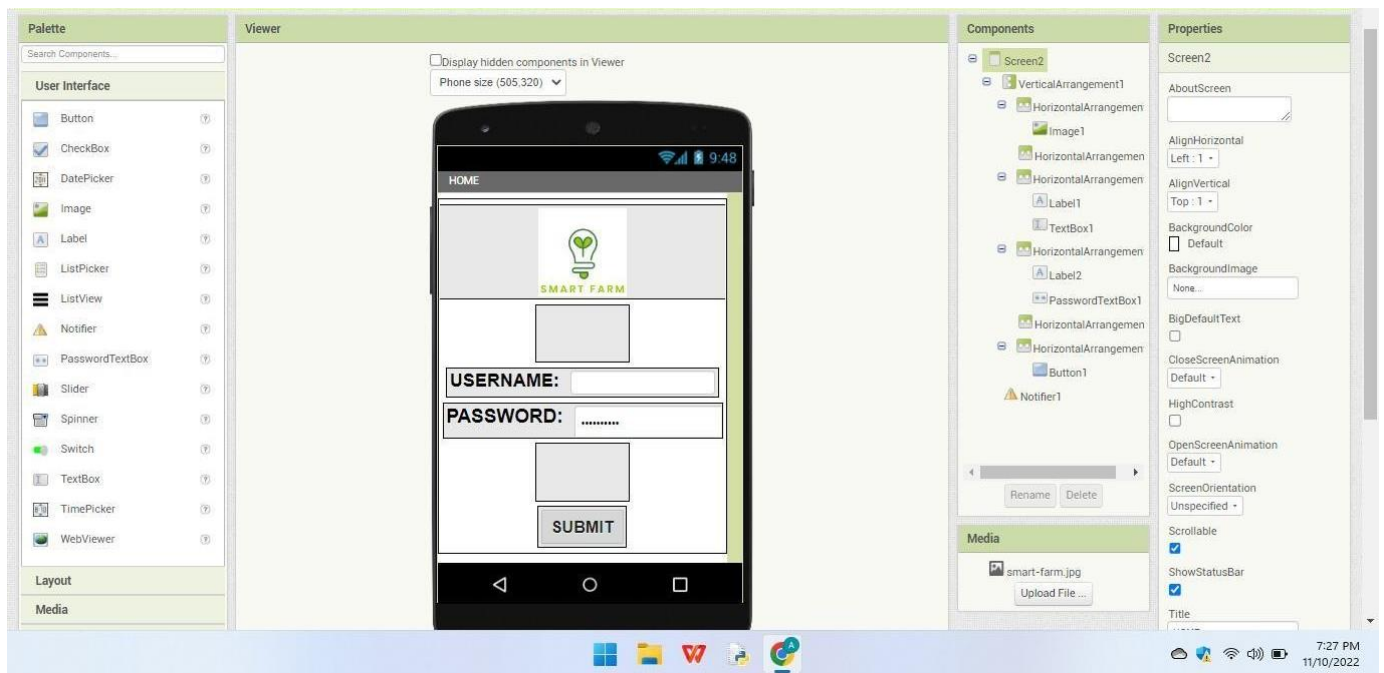 Palette
Search Components...
User Interface
Button
CheckBox
DatePicker
Image
Label
ListPicker
ListView
Notifier
PasswordTextBox
Slider
Spinner
Switch
TextBox
TimePicker
WebViewer
Layout
Media
Viewer
Display hidden components in Viewer
Phone size (505,320)
9:48
HOME
SMART FARM
USERNAME:
PASSWORD:
SUBMIT
Components
Screen2
VerticalArrangement1
HorizontalArrangemen
Image1
HorizontalArrangemen
HorizontalArrangemen
Label1
TextBox1
HorizontalArrangemen
Label2
PasswordTextBox1
HorizontalArrangemen
HorizontalArrangemen
Button1
Notifier1
Rename Delete
Media
smart-farm.jpg
Upload File ...
Properties
Screen2
AboutScreen
AlignHorizontal
Left : 1
AlignVertical
Top : 1
BackgroundColor
Default
BackgroundImage
None...
BigDefaultText
CloseScreenAnimation
Default
HighContrast
OpenScreenAnimation
Default
ScreenOrientation
Unspecified
Scrollable
ShowStatusBar
Title
7:27 PM
11/10/2022